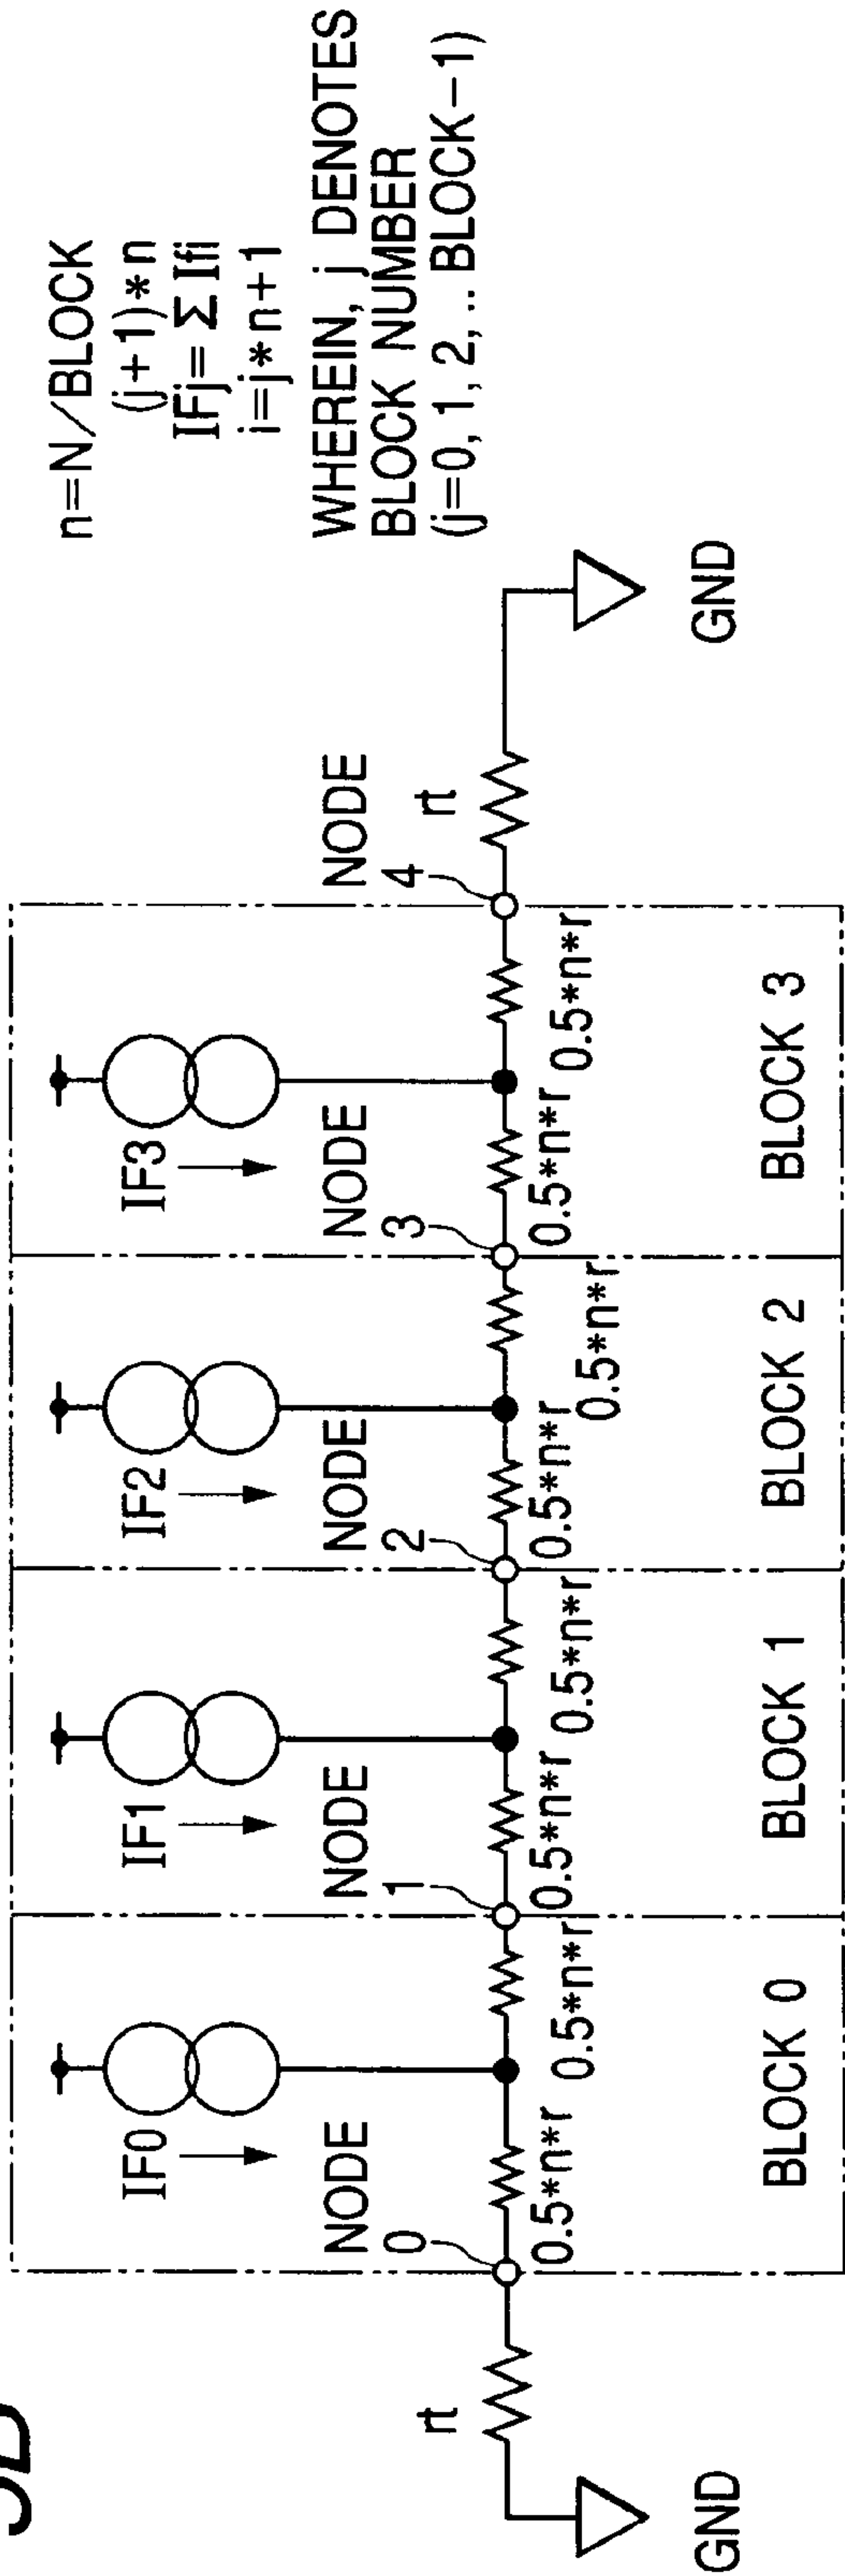 n=N/BLOCK
(j+1)*n
IFj= Σ Ifi
i=j*n+1
WHEREIN, j DENOTES
BLOCK NUMBER
(j=0, 1, 2, .. BLOCK-1)
IF0
IF1
IF2
IF3
NODE
0
NODE
1
NODE
2
NODE
3
NODE
4
rt
0.5*n*r
0.5*n*r
0.5*n*r
0.5*n*r
0.5*n*r
0.5*n*r
0.5*n*r
0.5*n*r
rt
GND
BLOCK 0
BLOCK 1
BLOCK 2
BLOCK 3
GND